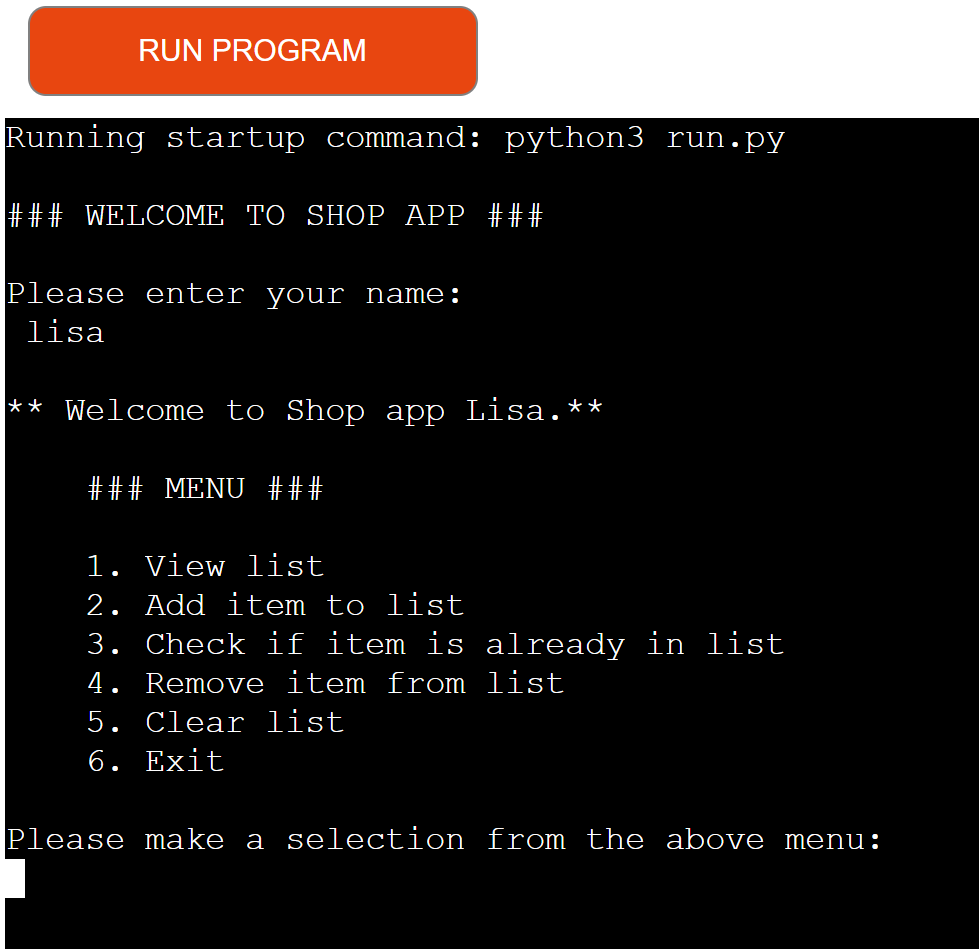 RUN PROGRAM
Running startup command: python3 run.py
### WELCOME TO SHOP APP ###
Please enter your name:
lisa
** Welcome to Shop app Lisa.**
### MENU ###
1. View list
2. Add item to list
3. Check if item is already in list
4. Remove item from list
5. Clear list
6. Exit
Please make a selection from the above menu: